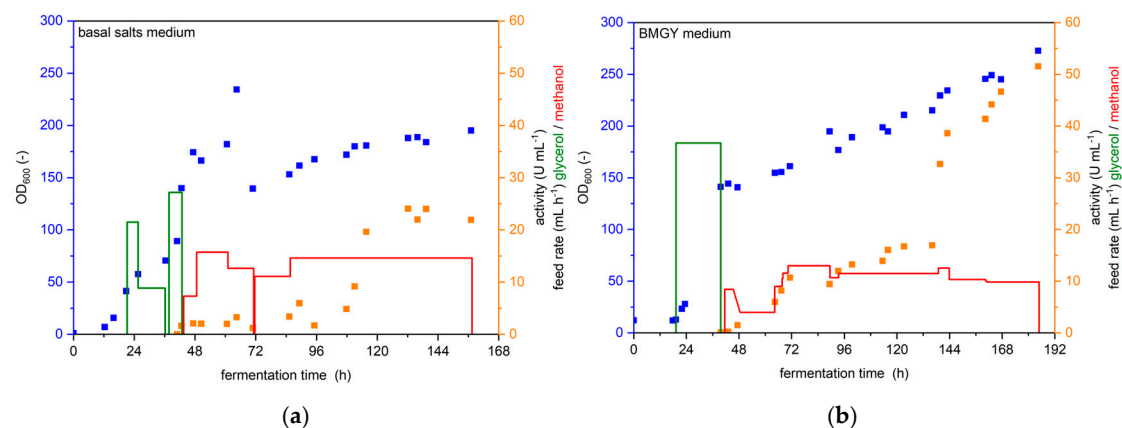 basal salts medium
OD600 (-)
300
250
200
150
100
50
0
60
50
40
30
20
10
0
activity (U mL-1)
feed rate (mL h-1) glycerol / methanol
0 24 48 72 96 120 144 168
fermentation time (h)
(a)
BMGY medium
OD600 (-)
300
250
200
150
100
50
0
60
50
40
30
20
10
0
activity (U mL-1)
feed rate (mL h-1) glycerol / methanol
0 24 48 72 96 120 144 168 192
fermentation time (h)
(b)